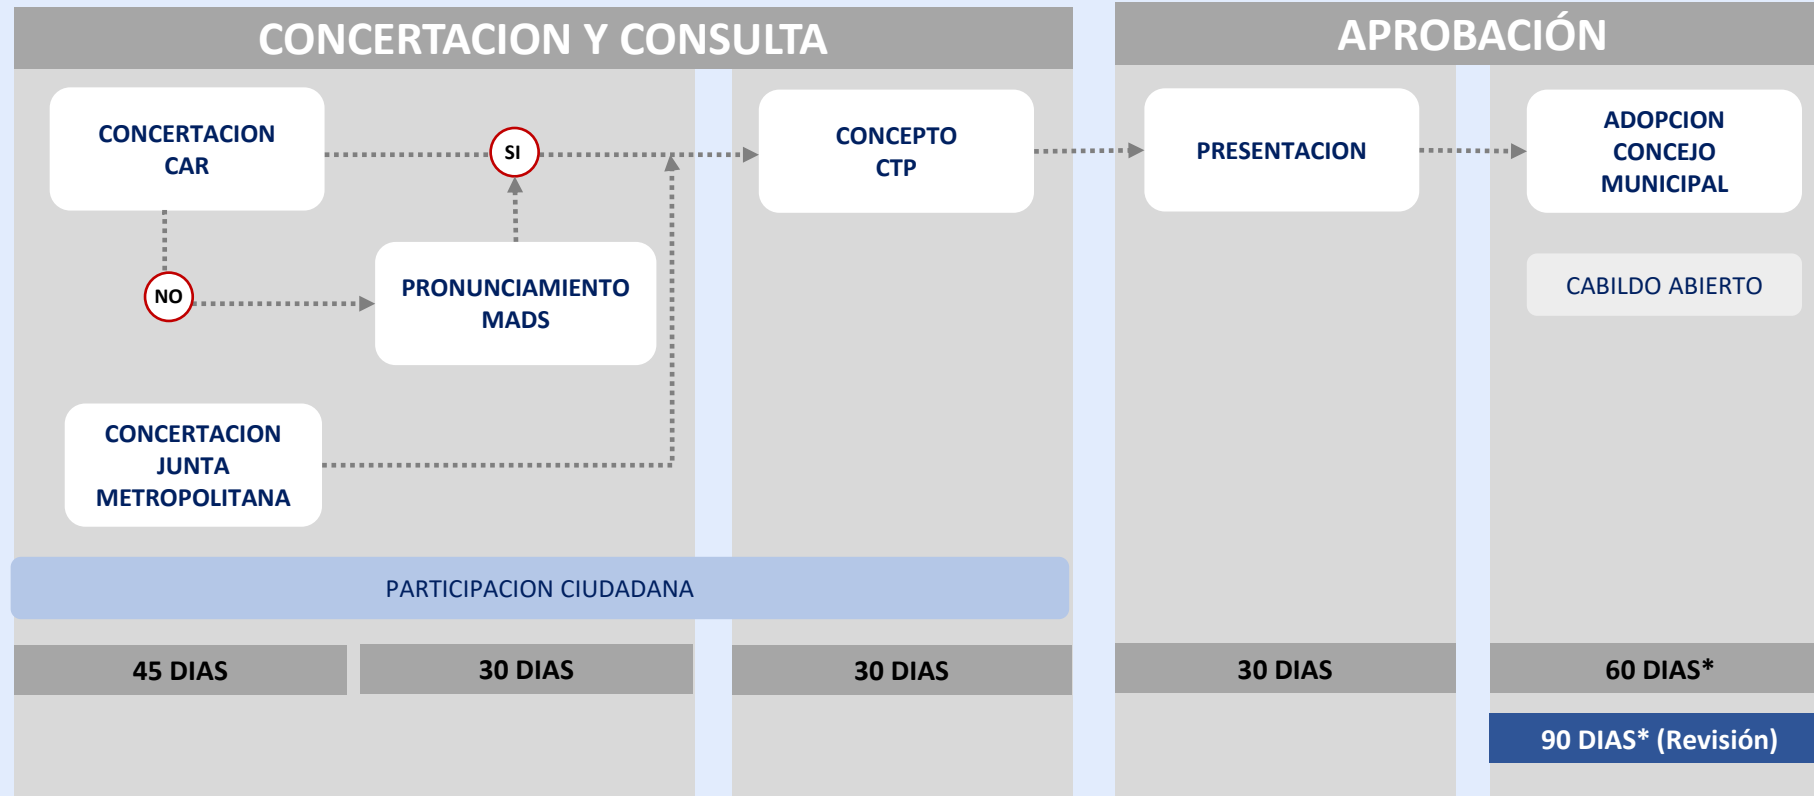 CONCERTACION Y CONSULTA
APROBACIÓN
CONCERTACION
CAR
SI
CONCEPTO
CTP
PRESENTACION
ADOPCION
CONCEJO
MUNICIPAL
NO
PRONUNCIAMIENTO
MADS
CABILDO ABIERTO
CONCERTACION
JUNTA
METROPOLITANA
PARTICIPACION CIUDADANA
45 DIAS
30 DIAS
30 DIAS
30 DIAS
60 DIAS*
90 DIAS* (Revisión)